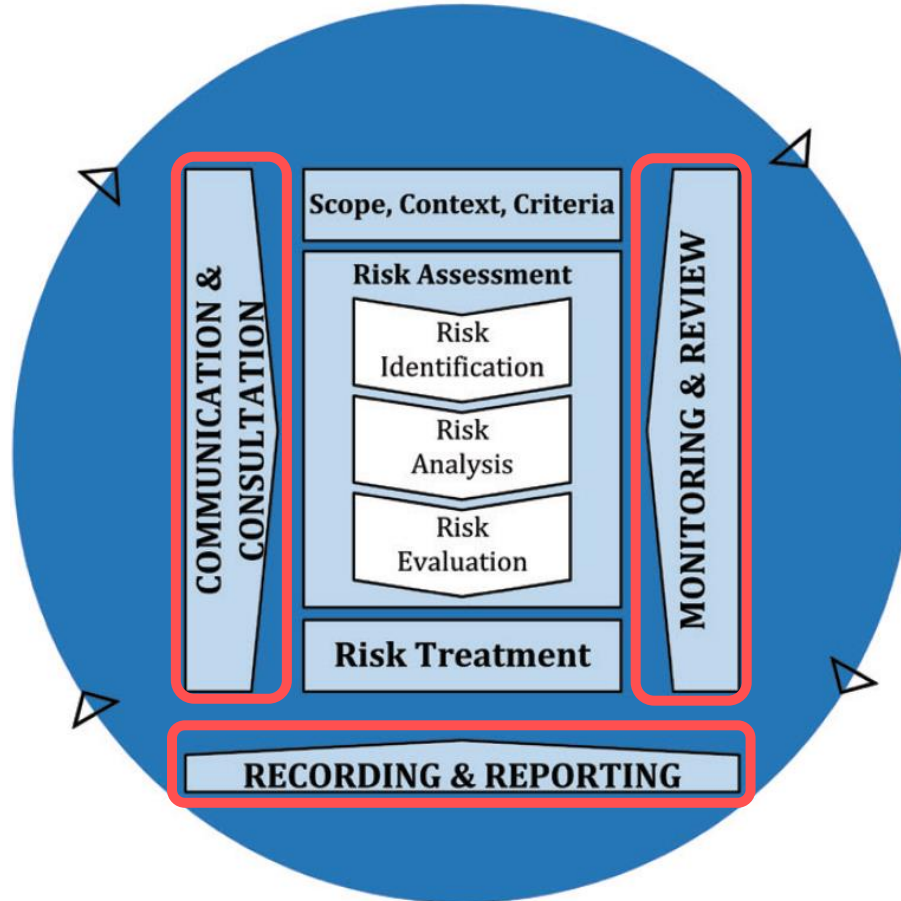 Scope, Context, Criteria
Risk Assessment
Risk
Identification
Risk
Analysis
Risk
Evaluation
Risk Treatment
COMMUNICATION &
CONSULTATION
MONITORING & REVIEW
RECORDING & REPORTING